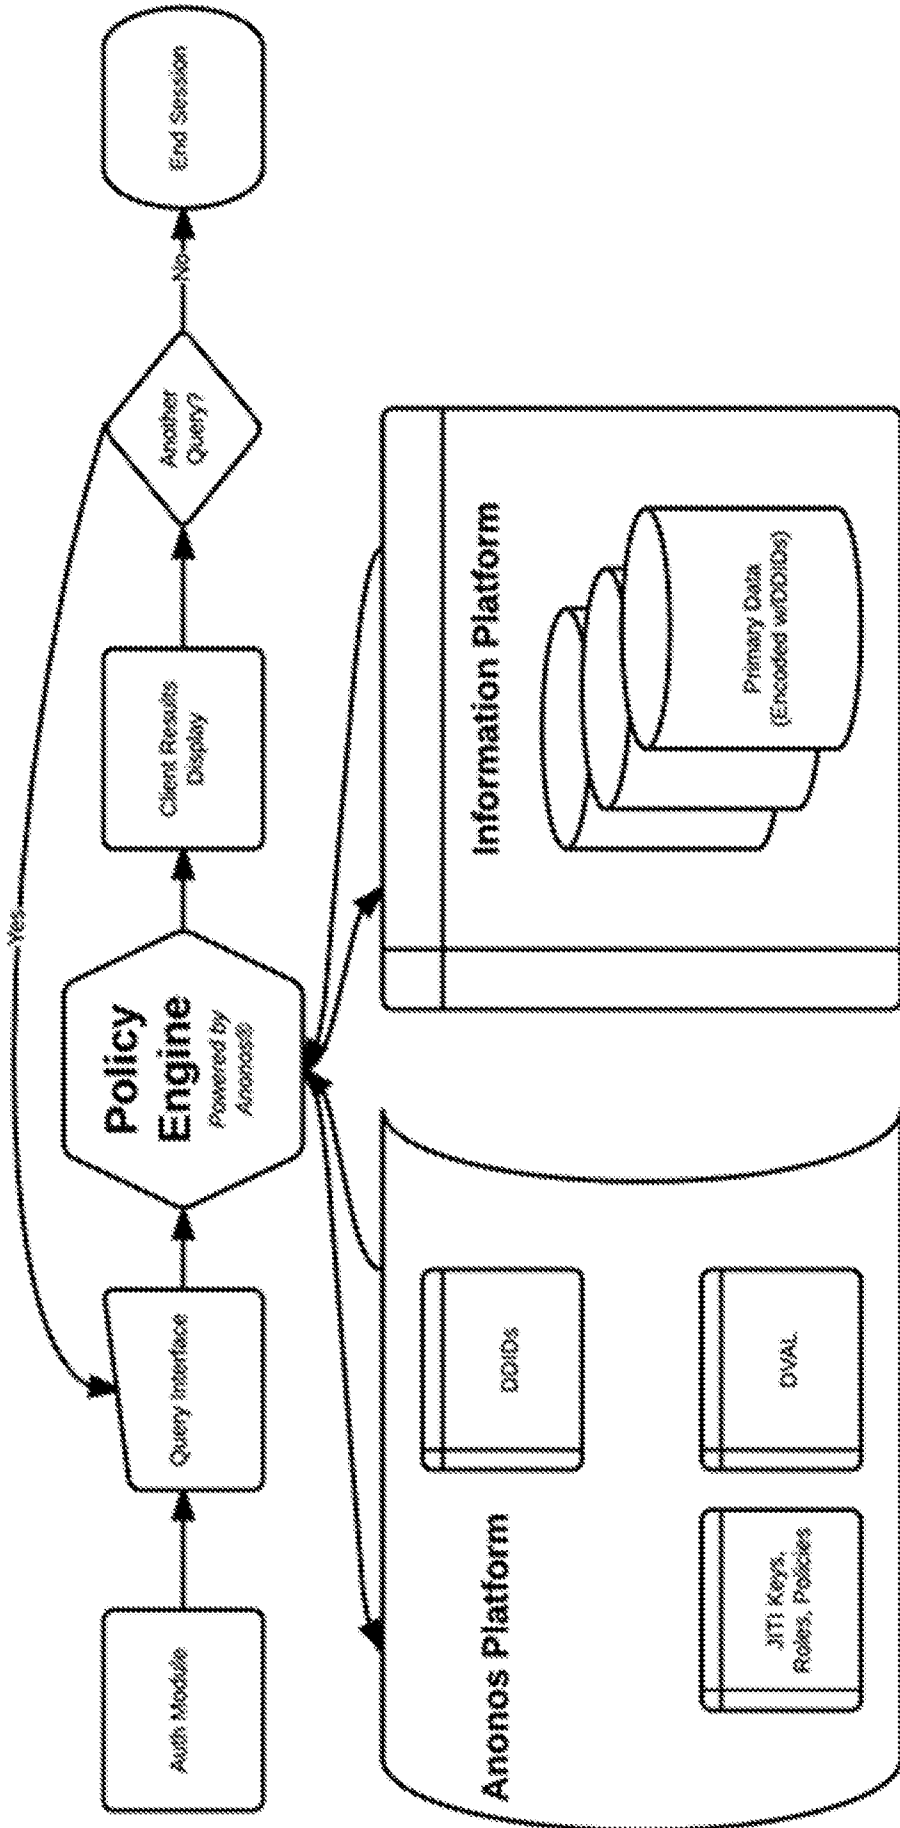 Yes
Auth Module
Query Interface
Policy
Engine
Powered by
Anonos®
Client Results
Display
Another
Query?
No
End Session
Anonos Platform
DDIDs
JITI Keys,
Roles, Policies
DVAL
Information Platform
Primary Data
(Encoded w/DDIDs)